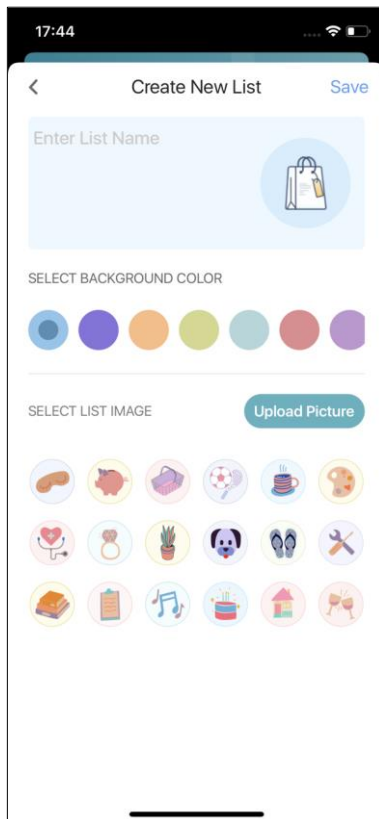 17:44
Create New List
Save
Enter List Name
SELECT BACKGROUND COLOR
SELECT LIST IMAGE
Upload Picture